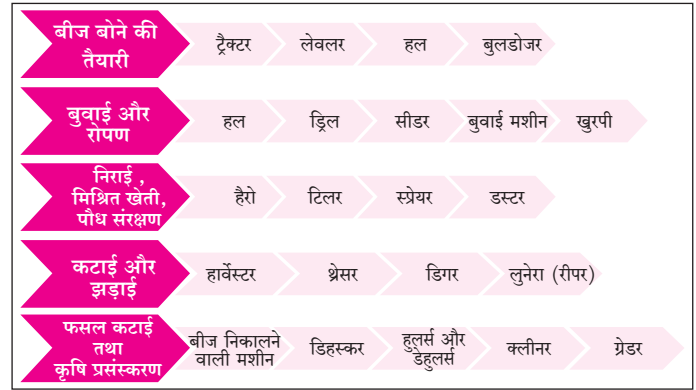 बीज बोने की
तैयारी
ट्रैक्टर लेवलर हल बुलडोजर
बुवाई और
रोपण
हल ड्रिल सीडर बुवाई मशीन खुरपी
निराई ,
मिश्रित खेती,
पौध संरक्षण
हैरो टिलर स्प्रेयर डस्टर
कटाई और
झड़ाई
हार्वेस्टर थ्रेसर डिगर लुनेरा (रीपर)
फसल कटाई
तथा
कृषि प्रसंस्करण
बीज निकालने
वाली मशीन
डिहस्कर
हुलर्स और
डेहुलर्स
क्लीनर
ग्रेडर